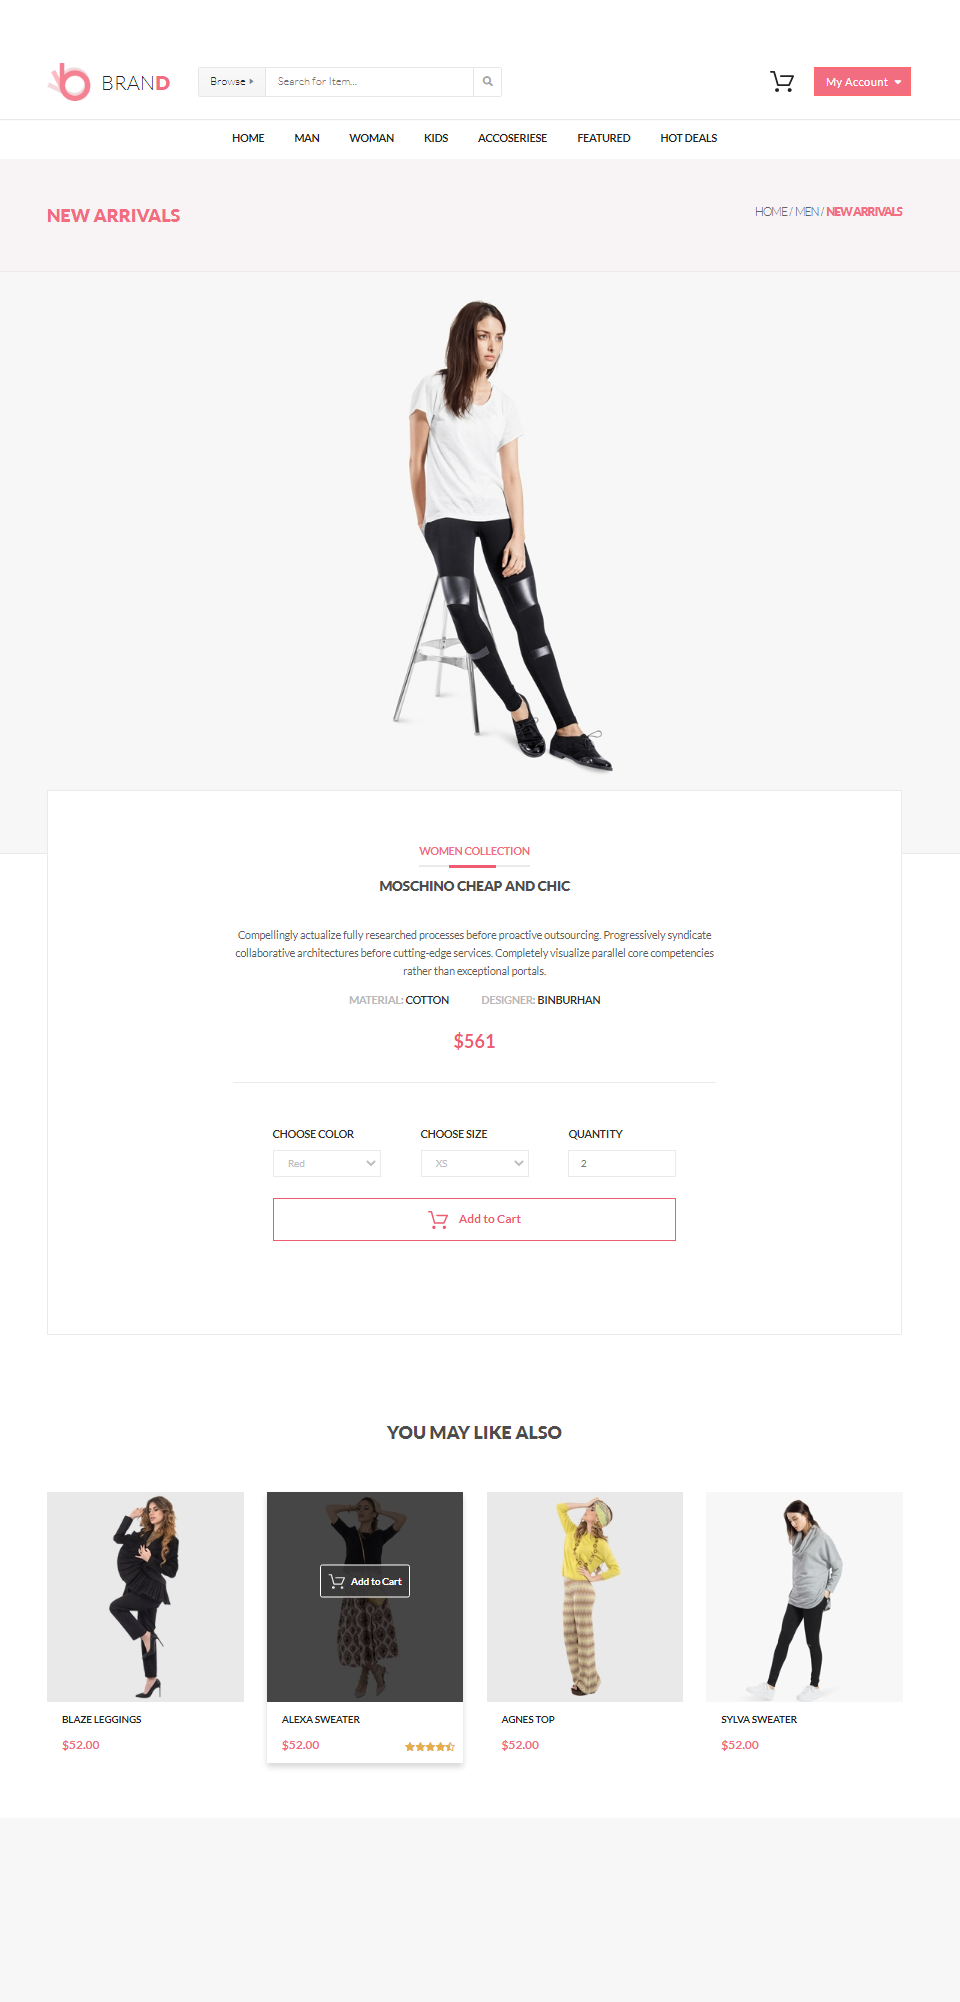 BRAND
Browse
Search for Item...
My Account
HOME MAN WOMAN KIDS ACCOSERIESE FEATURED HOT DEALS
NEW ARRIVALS
HOME / MEN / NEW ARRIVALS
WOMEN COLLECTION
MOSCHINO CHEAP AND CHIC
Compellingly actualize fully researched processes before proactive outsourcing. Progressively syndicate
collaborative architectures before cutting-edge services. Completely visualize parallel core competencies
rather than exceptional portals.
MATERIAL: COTTON DESIGNER: BINBURHAN
$561
CHOOSE COLOR CHOOSE SIZE QUANTITY
Red XS 2
Add to Cart
YOU MAY LIKE ALSO
Add to Cart
BLAZE LEGGINGS ALEXA SWEATER AGNES TOP SYLVA SWEATER
$52.00 $52.00 $52.00 $52.00